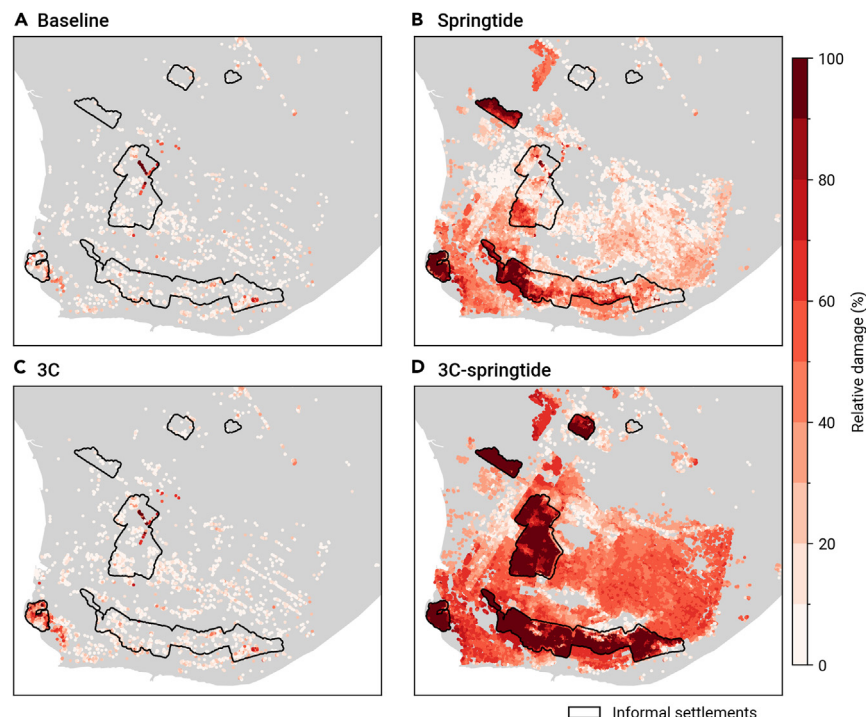 A Baseline
B Springtide
C 3C
D 3C-springtide
100
80
60
40
20
0
Relative damage (%)
Informal settlements